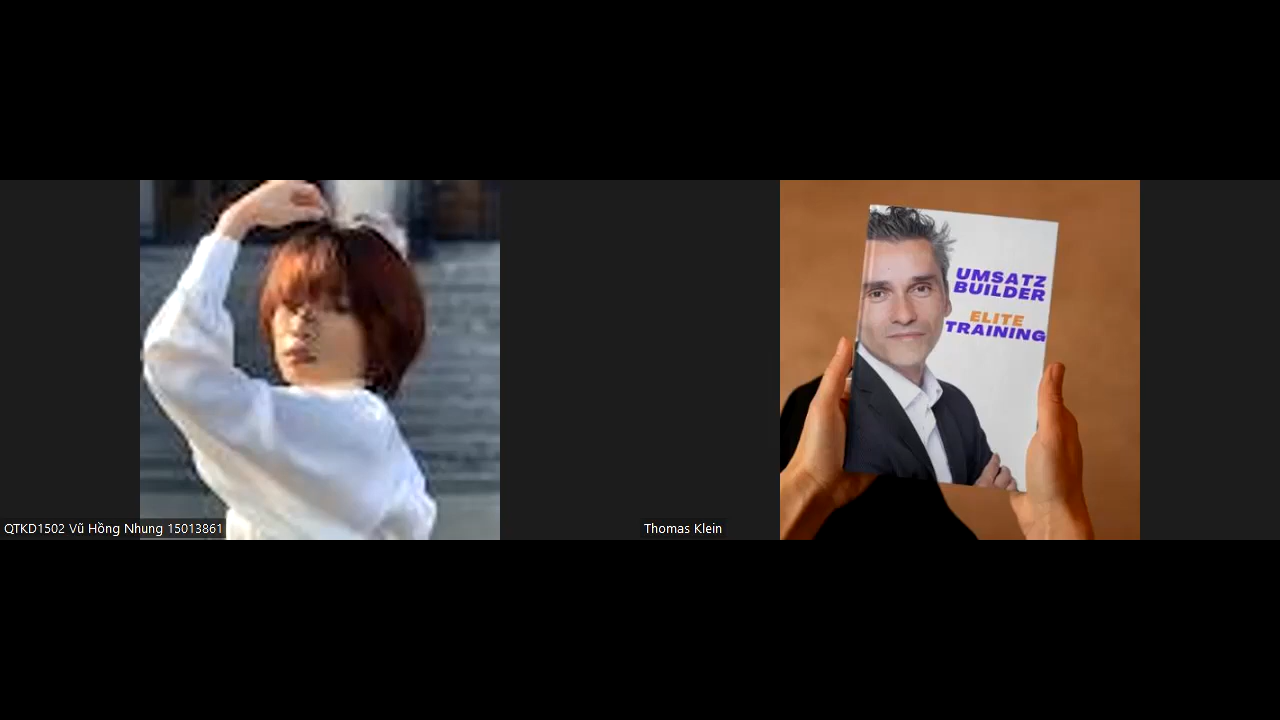 QTKD1502 Vũ Hồng Nhung 15013861
UMSATZ
BUILDER
ELITE
TRAINING
Thomas Klein